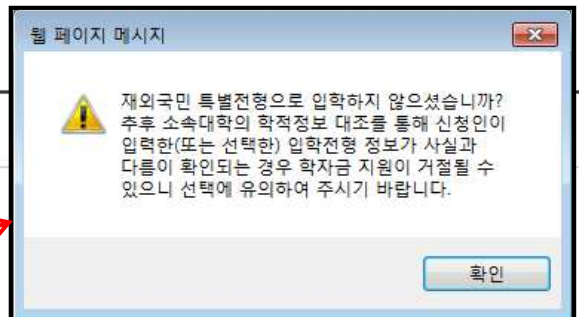 웹 페이지 메시지
재외국민 특별전형으로 입학하지 않으셨습니까?
추후 소속대학의 학적정보 대조를 통해 신청인이
입력한(또는 선택한) 입학전형 정보가 사실과
다름이 확인되는 경우 학자금 지원이 거절될 수
있으니 선택에 유의하여 주시기 바랍니다.
확인